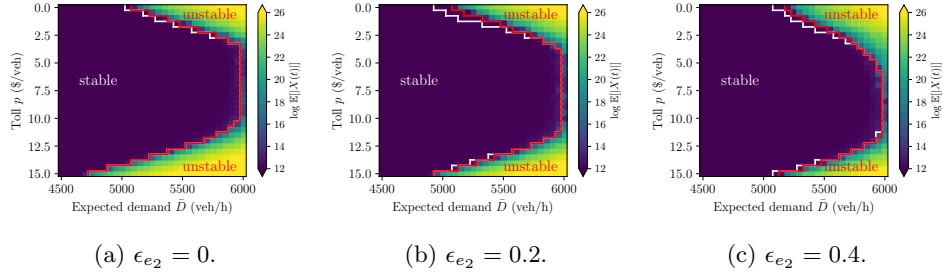 0.0
2.5
5.0
7.5
10.0
12.5
15.0
Toll p ($/veh)
unstable
stable
unstable
4500 5000 5500 6000
Expected demand D̄ (veh/h)
26
24
22
20
18
16
14
12
log E[||X(t)||]
(a) ϵe₂ = 0.
0.0
2.5
5.0
7.5
10.0
12.5
15.0
Toll p ($/veh)
unstable
stable
unstable
4500 5000 5500 6000
Expected demand D̄ (veh/h)
26
24
22
20
18
16
14
12
log E[||X(t)||]
(b) ϵe₂ = 0.2.
0.0
2.5
5.0
7.5
10.0
12.5
15.0
Toll p ($/veh)
unstable
stable
unstable
4500 5000 5500 6000
Expected demand D̄ (veh/h)
26
24
22
20
18
16
14
12
log E[||X(t)||]
(c) ϵe₂ = 0.4.